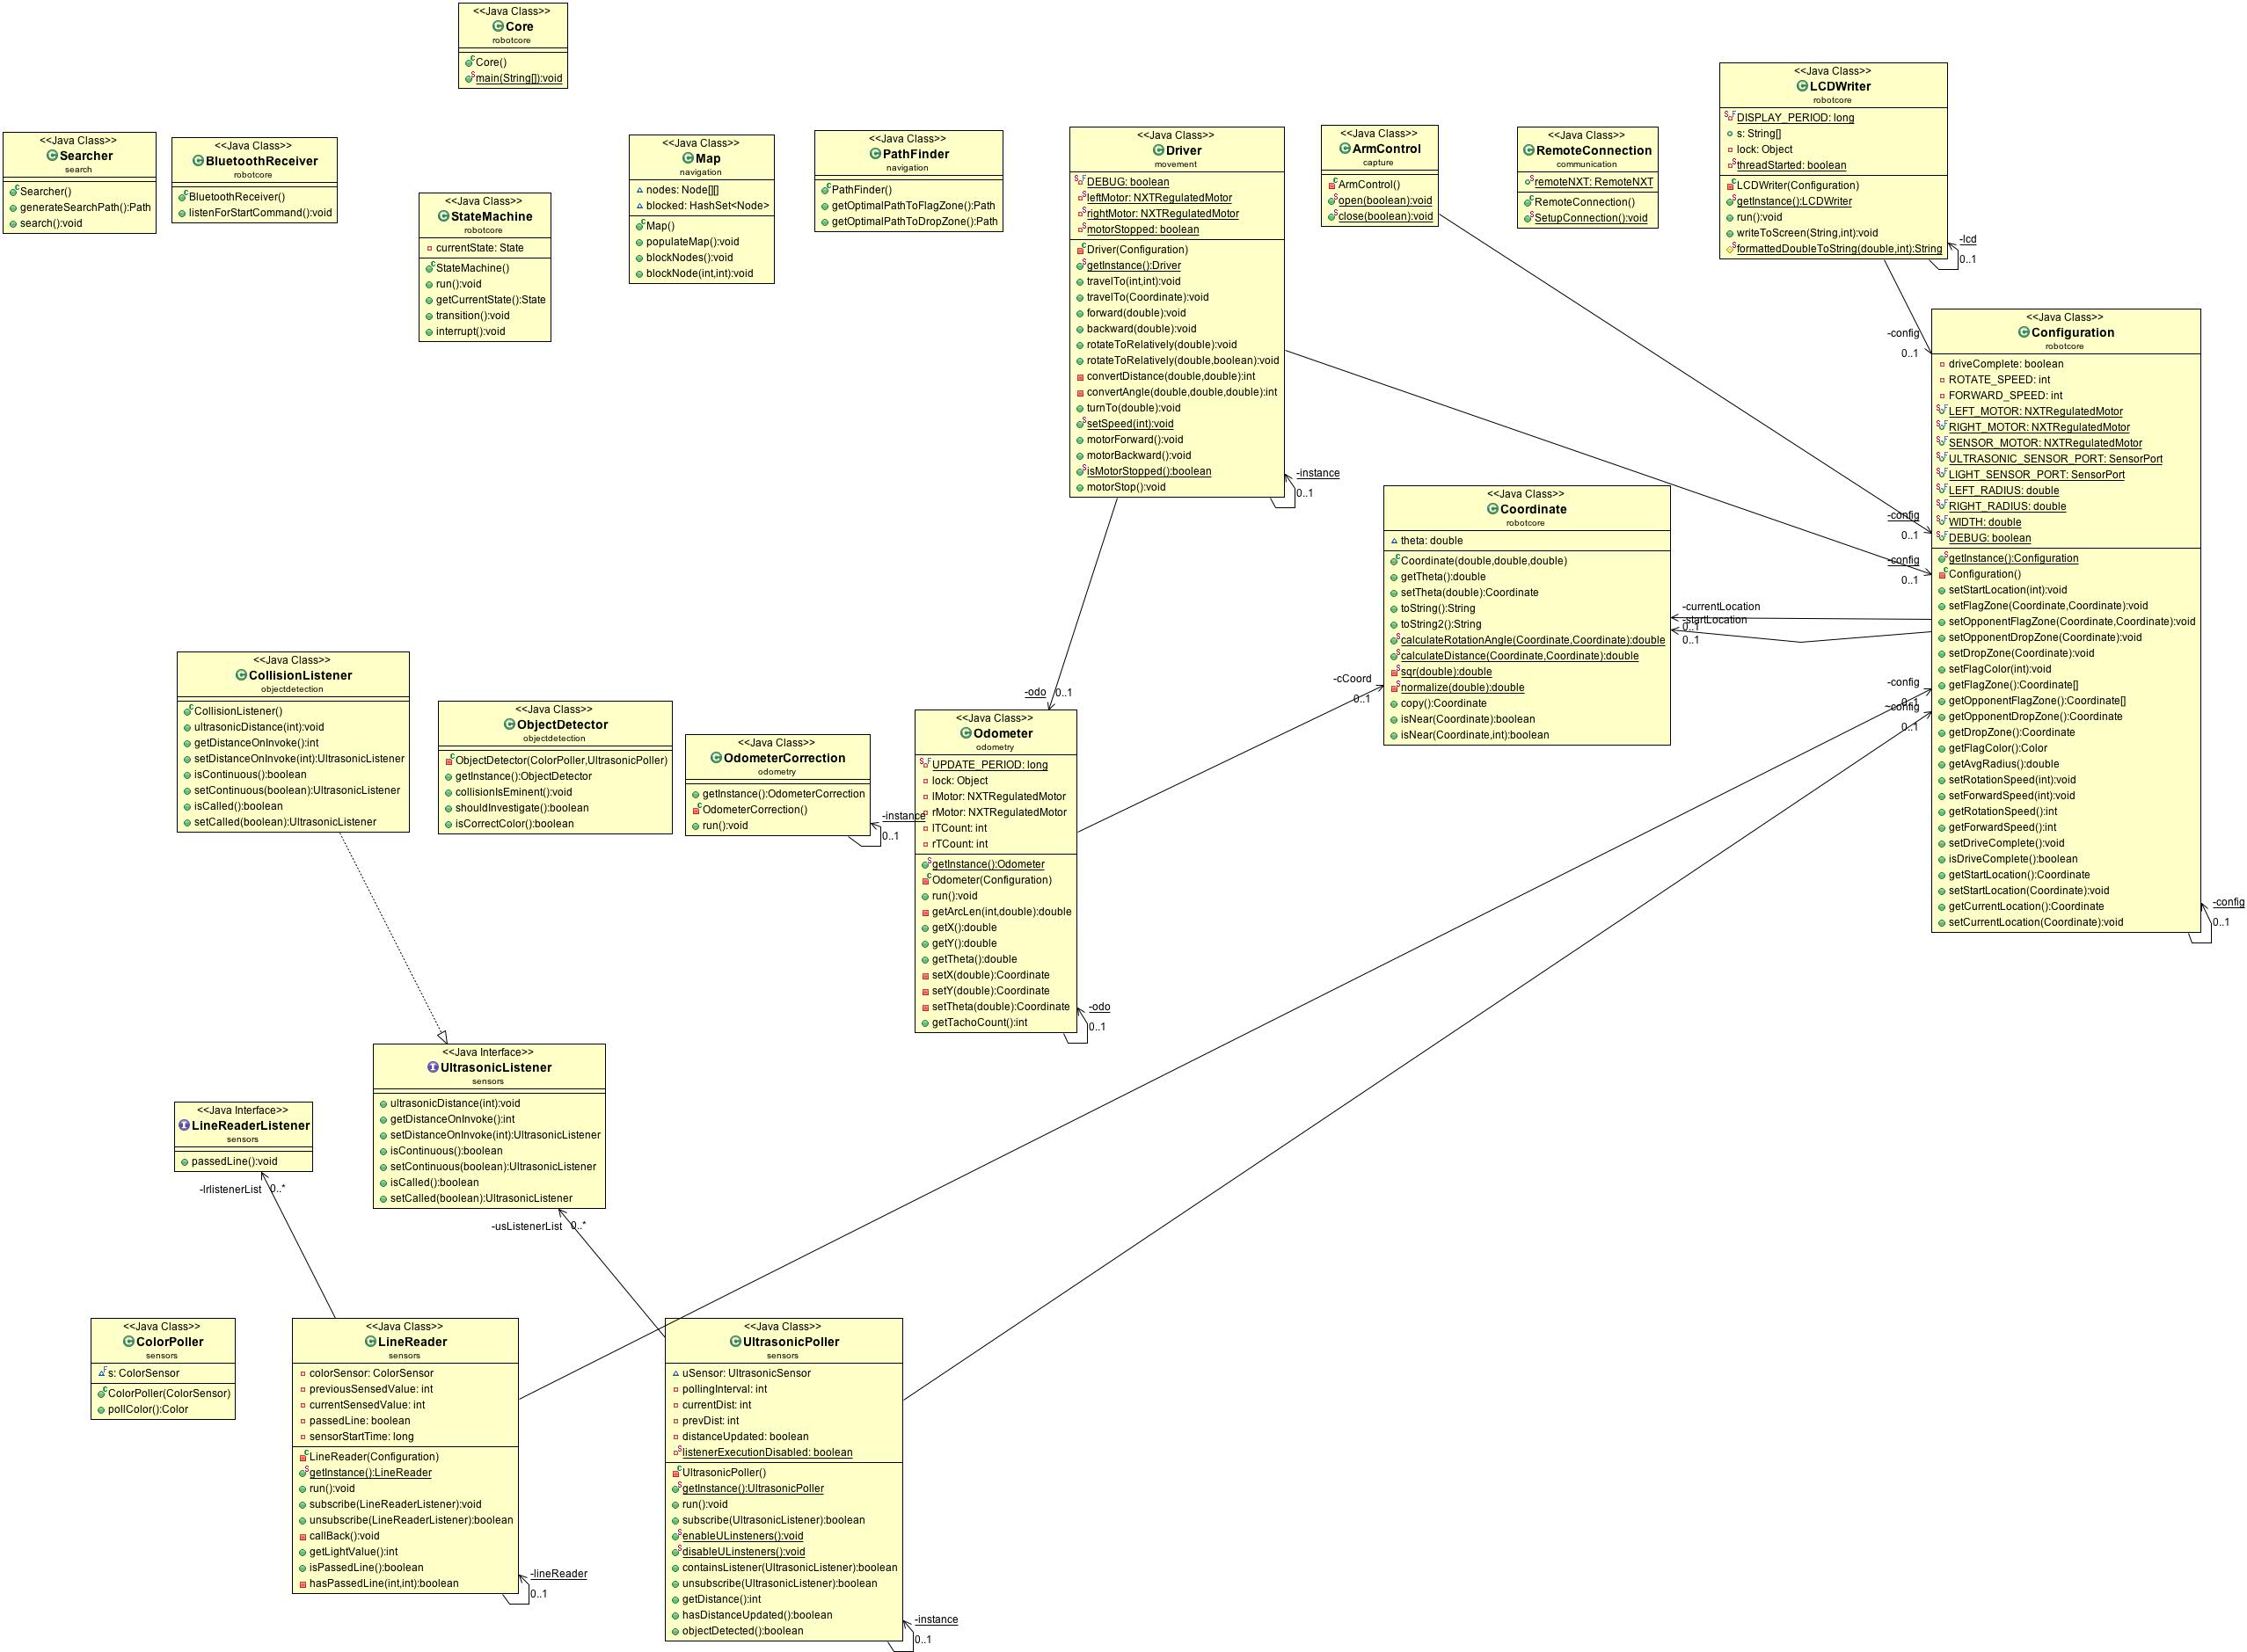 <<Java Class>>
Core
robotcore
Core()
main(String[]):void
<<Java Class>>
LCDWriter
robotcore
DISPLAY_PERIOD: long
s: String[]
lock: Object
threadStarted: boolean
LCDWriter(Configuration)
getInstance():LCDWriter
run():void
writeToScreen(String,int):void
formattedDoubleToString(double,int):String
-lcd
0..1
<<Java Class>>
Searcher
search
Searcher()
generateSearchPath():Path
search():void
<<Java Class>>
BluetoothReceiver
robotcore
BluetoothReceiver()
listenForStartCommand():void
<<Java Class>>
StateMachine
robotcore
currentState: State
StateMachine()
run():void
getCurrentState():State
transition():void
interrupt():void
<<Java Class>>
Map
navigation
nodes: Node[][]
blocked: HashSet<Node>
Map()
populateMap():void
blockNodes():void
blockNode(int,int):void
<<Java Class>>
PathFinder
navigation
PathFinder()
getOptimalPathToFlagZone():Path
getOptimalPathToDropZone():Path
<<Java Class>>
Driver
movement
DEBUG: boolean
leftMotor: NXTRegulatedMotor
rightMotor: NXTRegulatedMotor
motorStopped: boolean
Driver(Configuration)
getInstance():Driver
travelTo(int,int):void
travelTo(Coordinate):void
forward(double):void
backward(double):void
rotateToRelatively(double):void
rotateToRelatively(double,boolean):void
convertDistance(double,double):int
convertAngle(double,double,double):int
turnTo(double):void
setSpeed(int):void
motorForward():void
motorBackward():void
isMotorStopped():boolean
motorStop():void
-instance
0..1
<<Java Class>>
ArmControl
capture
ArmControl()
open(boolean):void
close(boolean):void
<<Java Class>>
RemoteConnection
communication
remoteNXT: RemoteNXT
RemoteConnection()
SetupConnection():void
-config
0..1
-config
0..1
-config
0..1
<<Java Class>>
Configuration
robotcore
driveComplete: boolean
ROTATE_SPEED: int
FORWARD_SPEED: int
LEFT_MOTOR: NXTRegulatedMotor
RIGHT_MOTOR: NXTRegulatedMotor
SENSOR_MOTOR: NXTRegulatedMotor
ULTRASONIC_SENSOR_PORT: SensorPort
LIGHT_SENSOR_PORT: SensorPort
LEFT_RADIUS: double
RIGHT_RADIUS: double
WIDTH: double
DEBUG: boolean
getInstance():Configuration
Configuration()
setStartLocation(int):void
setFlagZone(Coordinate,Coordinate):void
setOpponentFlagZone(Coordinate,Coordinate):void
setOpponentDropZone(Coordinate):void
setDropZone(Coordinate):void
setFlagColor(int):void
getFlagZone():Coordinate[]
getOpponentFlagZone():Coordinate[]
getOpponentDropZone():Coordinate
getDropZone():Coordinate
getFlagColor():Color
getAvgRadius():double
setRotationSpeed(int):void
setForwardSpeed(int):void
getRotationSpeed():int
getForwardSpeed():int
setDriveComplete():void
isDriveComplete():boolean
getStartLocation():Coordinate
setStartLocation(Coordinate):void
getCurrentLocation():Coordinate
setCurrentLocation(Coordinate):void
-config
0..1
<<Java Class>>
Coordinate
robotcore
theta: double
Coordinate(double,double,double)
getTheta():double
setTheta(double):Coordinate
toString():String
toString2():String
calculateRotationAngle(Coordinate,Coordinate):double
calculateDistance(Coordinate,Coordinate):double
sqr(double):double
normalize(double):double
copy():Coordinate
isNear(Coordinate):boolean
isNear(Coordinate,int):boolean
-currentLocation
0..1
-startLocation
0..1
-config
0..1
~config
0..1
-cCoord
0..1
-odo
0..1
<<Java Class>>
CollisionListener
objectdetection
CollisionListener()
ultrasonicDistance(int):void
getDistanceOnInvoke():int
setDistanceOnInvoke(int):UltrasonicListener
isContinuous():boolean
setContinuous(boolean):UltrasonicListener
isCalled():boolean
setCalled(boolean):UltrasonicListener
<<Java Class>>
ObjectDetector
objectdetection
ObjectDetector(ColorPoller,UltrasonicPoller)
getInstance():ObjectDetector
collisionIsEminent():void
shouldInvestigate():boolean
isCorrectColor():boolean
<<Java Class>>
OdometerCorrection
odometry
getInstance():OdometerCorrection
OdometerCorrection()
run():void
-instance
0..1
<<Java Class>>
Odometer
odometry
UPDATE_PERIOD: long
lock: Object
lMotor: NXTRegulatedMotor
rMotor: NXTRegulatedMotor
lTCount: int
rTCount: int
getInstance():Odometer
Odometer(Configuration)
run():void
getArcLen(int,double):double
getX():double
getY():double
getTheta():double
setX(double):Coordinate
setY(double):Coordinate
setTheta(double):Coordinate
getTachoCount():int
-odo
0..1
<<Java Interface>>
UltrasonicListener
sensors
ultrasonicDistance(int):void
getDistanceOnInvoke():int
setDistanceOnInvoke(int):UltrasonicListener
isContinuous():boolean
setContinuous(boolean):UltrasonicListener
isCalled():boolean
setCalled(boolean):UltrasonicListener
<<Java Interface>>
LineReaderListener
sensors
passedLine():void
-lrlistenerList
0..*
-usListenerList
0..*
<<Java Class>>
ColorPoller
sensors
s: ColorSensor
ColorPoller(ColorSensor)
pollColor():Color
<<Java Class>>
LineReader
sensors
colorSensor: ColorSensor
previousSensedValue: int
currentSensedValue: int
passedLine: boolean
sensorStartTime: long
LineReader(Configuration)
getInstance():LineReader
run():void
subscribe(LineReaderListener):void
unsubscribe(LineReaderListener):boolean
callBack():void
getLightValue():int
isPassedLine():boolean
hasPassedLine(int,int):boolean
-lineReader
0..1
<<Java Class>>
UltrasonicPoller
sensors
uSensor: UltrasonicSensor
pollingInterval: int
currentDist: int
prevDist: int
distanceUpdated: boolean
listenerExecutionDisabled: boolean
UltrasonicPoller()
getInstance():UltrasonicPoller
run():void
subscribe(UltrasonicListener):boolean
enableULinsteners():void
disableULinsteners():void
containsListener(UltrasonicListener):boolean
unsubscribe(UltrasonicListener):boolean
getDistance():int
hasDistanceUpdated():boolean
objectDetected():boolean
-instance
0..1